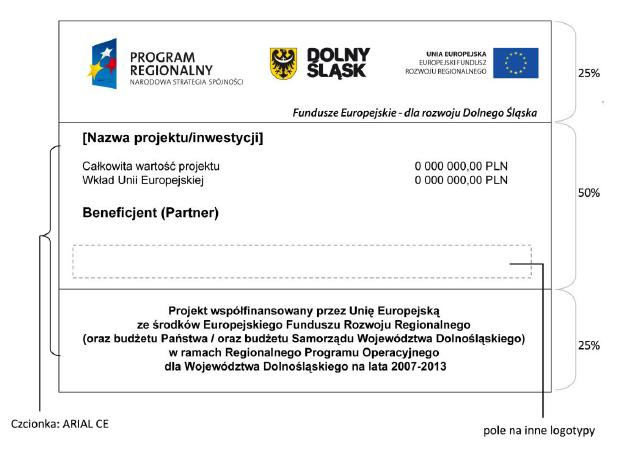 PROGRAM
REGIONALNY
NARODOWA STRATEGIA SPÓJNOŚCI
DOLNY
ŚLĄSK
UNIA EUROPEJSKA
EUROPEJSKI FUNDUSZ
ROZWOJU REGIONALNEGO
25%
Fundusze Europejskie - dla rozwoju Dolnego Śląska
[Nazwa projektu/inwestycji]
Całkowita wartość projektu 0 000 000,00 PLN
Wkład Unii Europejskiej 0 000 000,00 PLN
50%
Beneficjent (Partner)
Projekt współfinansowany przez Unię Europejską
ze środków Europejskiego Funduszu Rozwoju Regionalnego
(oraz budżetu Państwa / oraz budżetu Samorządu Województwa Dolnośląskiego)
w ramach Regionalnego Programu Operacyjnego
25%
dla Województwa Dolnośląskiego na lata 2007-2013
Czcionka: ARIAL CE
pole na inne logotypy